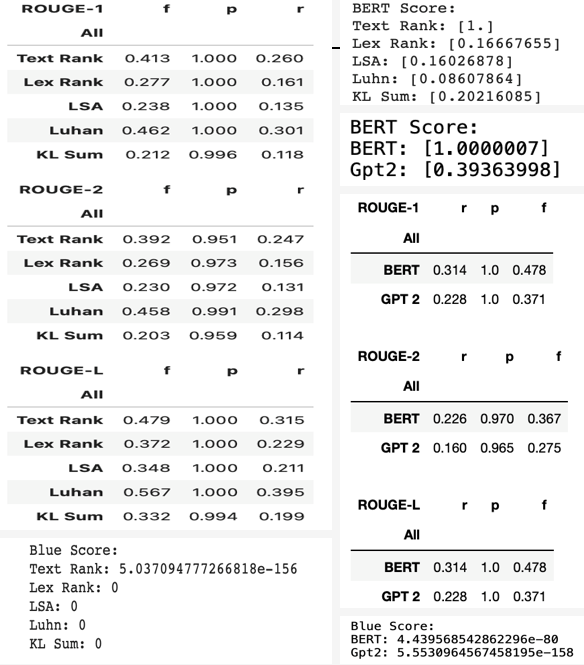 ROUGE-1 f p r
All
Text Rank 0.413 1.000 0.260
Lex Rank 0.277 1.000 0.161
LSA 0.238 1.000 0.135
Luhan 0.462 1.000 0.301
KL Sum 0.212 0.996 0.118
ROUGE-2 f p r
All
Text Rank 0.392 0.951 0.247
Lex Rank 0.269 0.973 0.156
LSA 0.230 0.972 0.131
Luhan 0.458 0.991 0.298
KL Sum 0.203 0.959 0.114
ROUGE-L f p r
All
Text Rank 0.479 1.000 0.315
Lex Rank 0.372 1.000 0.229
LSA 0.348 1.000 0.211
Luhan 0.567 1.000 0.395
KL Sum 0.332 0.994 0.199
Blue Score:
Text Rank: 5.037094777266818e-156
Lex Rank: 0
LSA: 0
Luhn: 0
KL Sum: 0
BERT Score:
Text Rank: [1.]
Lex Rank: [0.16667655]
LSA: [0.16026878]
Luhn: [0.08607864]
KL Sum: [0.20216085]
BERT Score:
BERT: [1.0000007]
Gpt2: [0.39363998]
ROUGE-1 r p f
All
BERT 0.314 1.0 0.478
GPT 2 0.228 1.0 0.371
ROUGE-2 r p f
All
BERT 0.226 0.970 0.367
GPT 2 0.160 0.965 0.275
ROUGE-L r p f
All
BERT 0.314 1.0 0.478
GPT 2 0.228 1.0 0.371
Blue Score:
BERT: 4.439568542862296e-80
Gpt2: 5.5530964567458195e-158